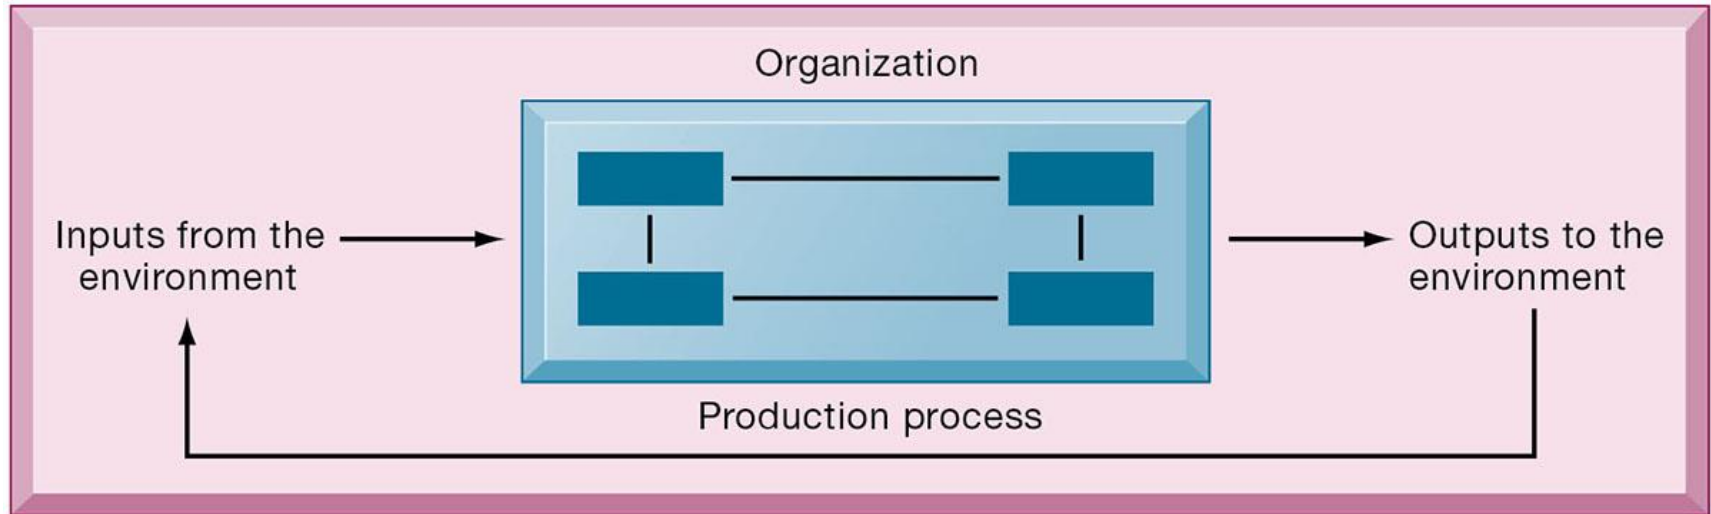 Organization
Inputs from the
environment
Outputs to the
environment
Production process